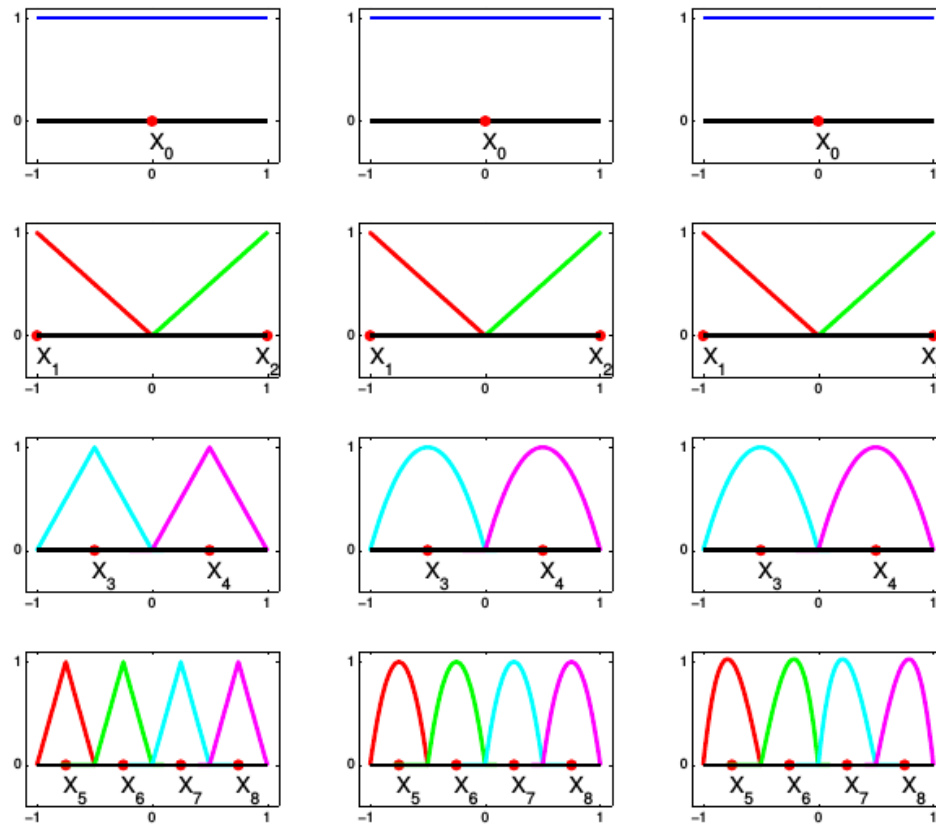 1 1 1
0 0 0
X₀ X₀ X₀
−1 0 1 −1 0 1 −1 0 1
1 1 1
0 0 0
X₁ X₂ X₁ X₂ X₁ X
−1 0 1 −1 0 1 −1 0 1
1 1 1
0 0 0
X₃ X₄ X₃ X₄ X₃ X₄
−1 0 1 −1 0 1 −1 0 1
1 1 1
0 0 0
X₅ X₆ X₇ X₈ X₅ X₆ X₇ X₈ X₅ X₆ X₇ X₈
−1 0 1 −1 0 1 −1 0 1